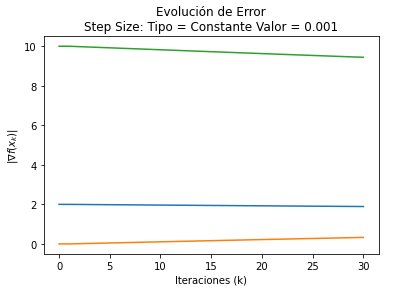 Evolución de Error
Step Size: Tipo = Constante Valor = 0.001
10
8
6
4
2
0
|∇f(x_k)|
0 5 10 15 20 25 30
Iteraciones (k)